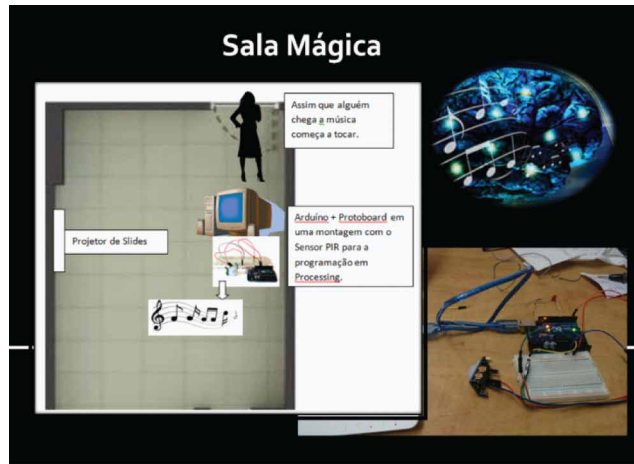 Sala Mágica
Assim que alguém
chega a música
começa a tocar.
Arduíno + Protoboard em
uma montagem com o
Sensor PIR para a
programação em
Processing.
Projetor de Slides